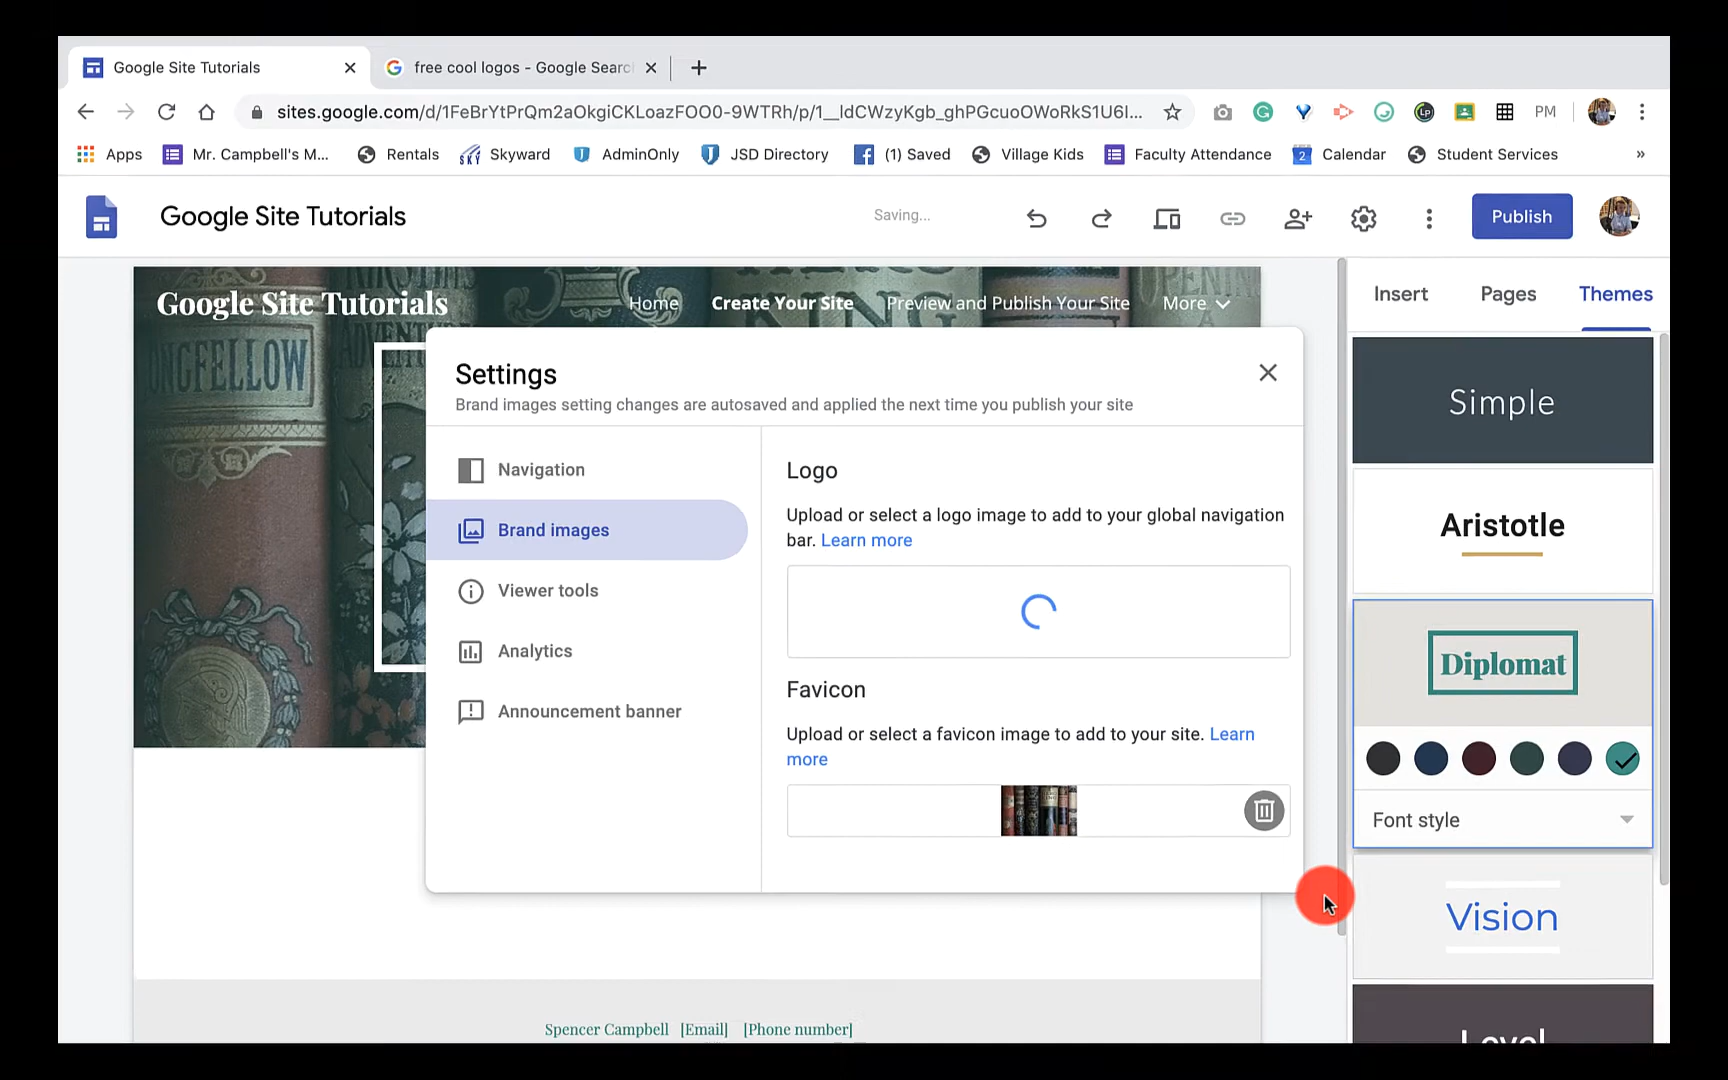 Google Site Tutorials
free cool logos - Google Searc
sites.google.com/d/1FeBrYtPrQm2aOkgiCKLoazFOO0-9WTRh/p/1__ldCWzyKgb_ghPGcuoOWoRkS1U6I...
PM
Apps
Mr. Campbell's M...
Rentals
SKY
Skyward
AdminOnly
JSD Directory
(1) Saved
Village Kids
Faculty Attendance
2
Calendar
Student Services
»
Google Site Tutorials
Saving...
Publish
Google Site Tutorials
Home
Create Your Site
Preview and Publish Your Site
More
Insert
Pages
Themes
Settings
Brand images setting changes are autosaved and applied the next time you publish your site
Navigation
Brand images
Viewer tools
Analytics
Announcement banner
Logo
Upload or select a logo image to add to your global navigation
bar. Learn more
Favicon
Upload or select a favicon image to add to your site. Learn
more
Simple
Aristotle
Diplomat
Font style
Vision
Level
Spencer Campbell [Email] [Phone number]